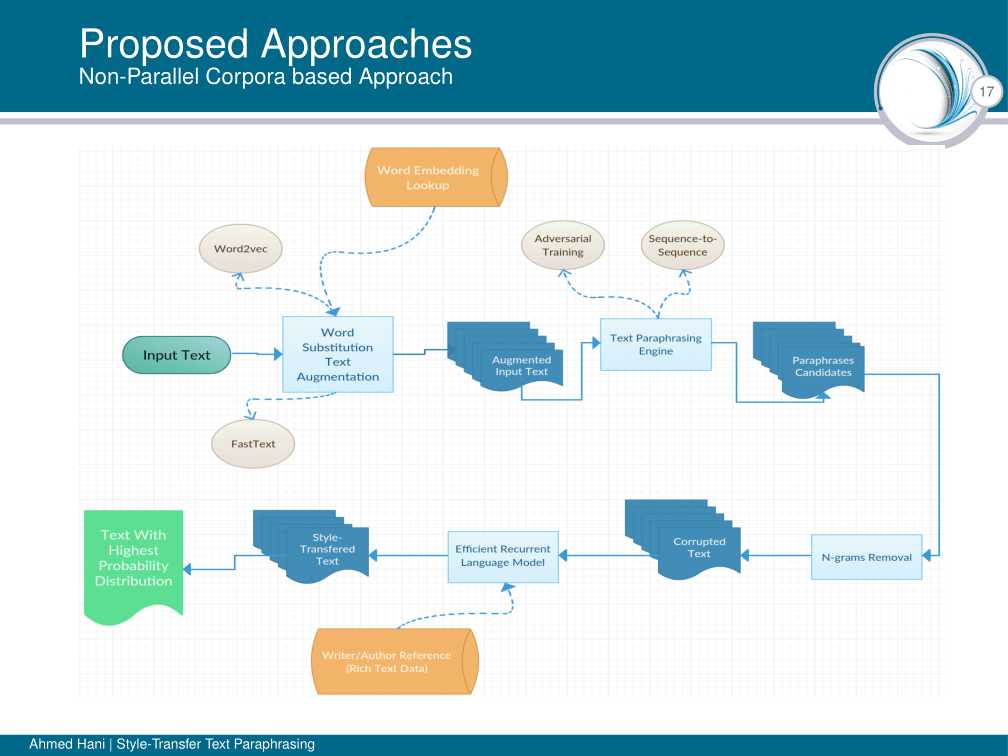 Proposed Approaches
Non-Parallel Corpora based Approach
17
Word Embedding
Lookup
Word2vec
Adversarial
Training
Sequence-to-
Sequence
Input Text
Word
Substitution
Text
Augmentation
Augmented
Input Text
Text Paraphrasing
Engine
Paraphrases
Candidates
FastText
Text With
Highest
Probability
Distribution
Style-
Transfered
Text
Efficient Recurrent
Language Model
Corrupted
Text
N-grams Removal
Writer/Author Reference
(Rich Text Data)
Ahmed Hani | Style-Transfer Text Paraphrasing